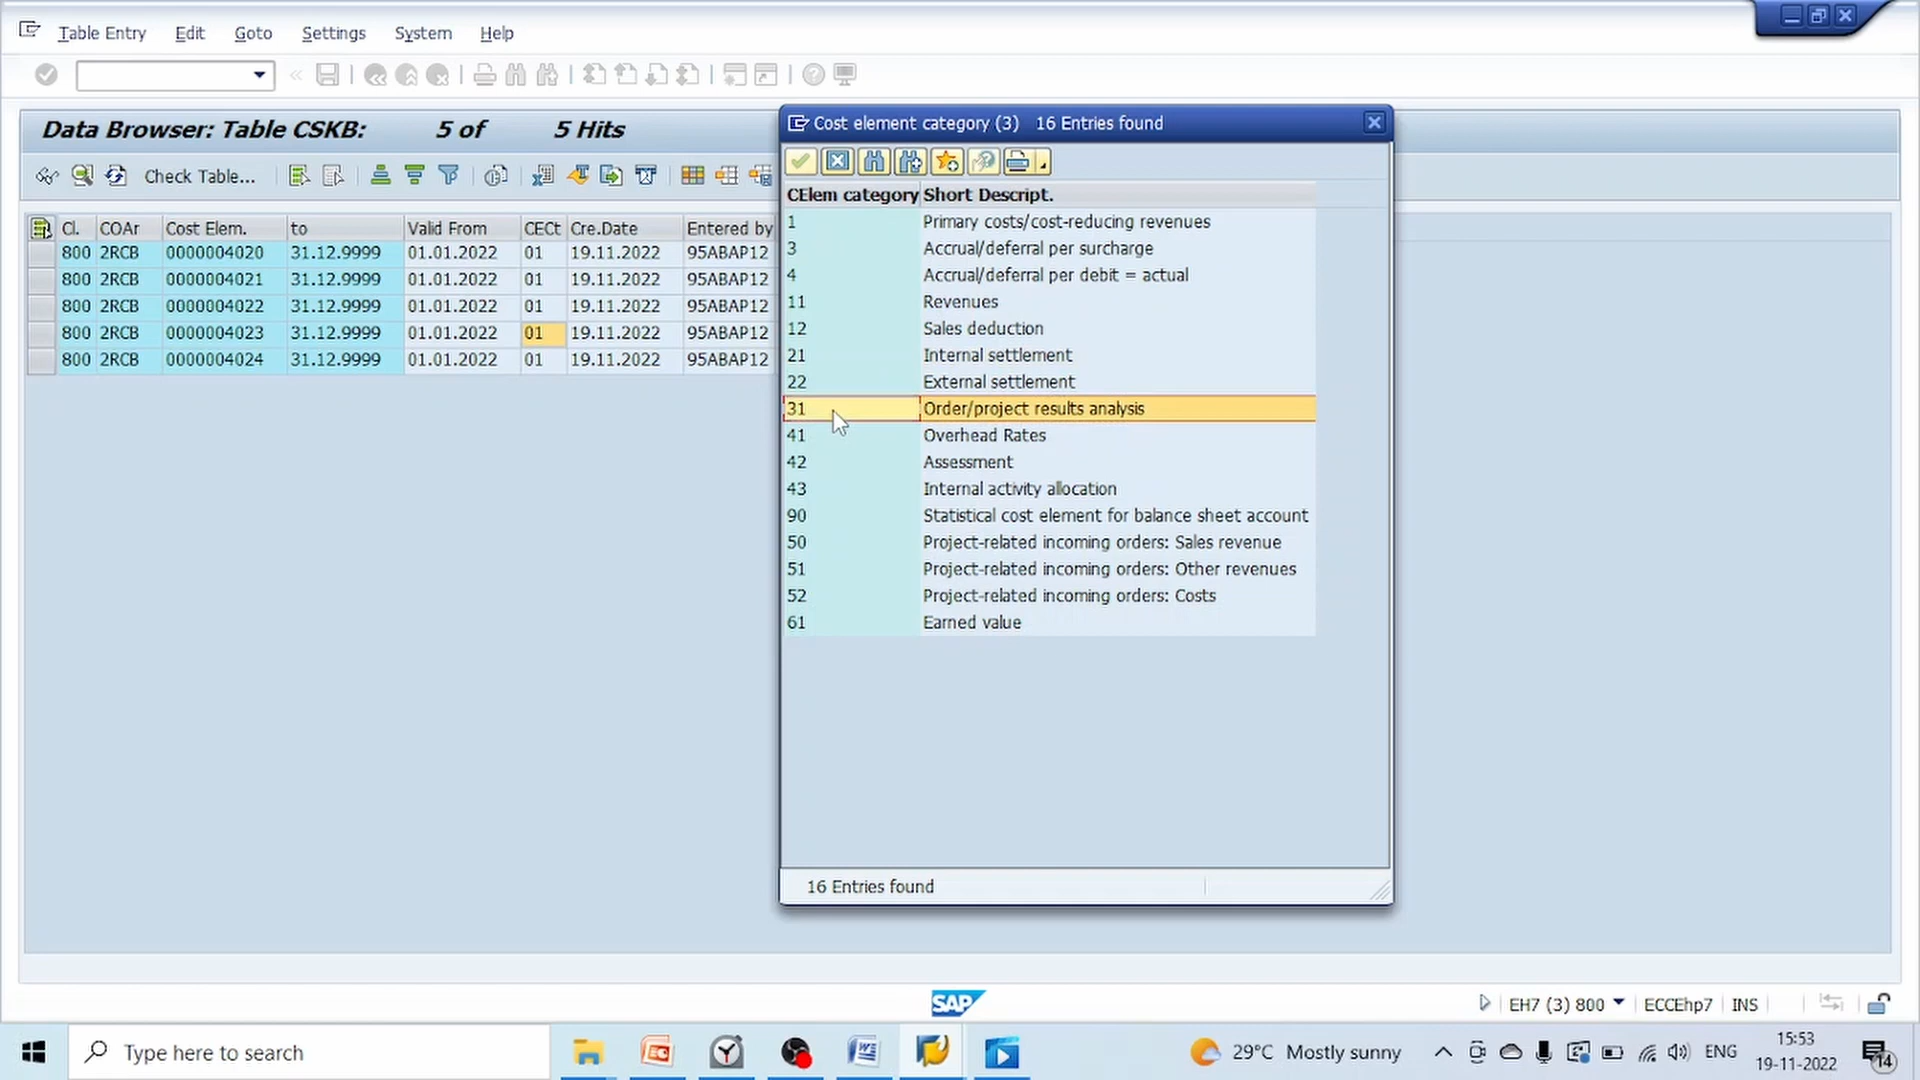 Table Entry Edit Goto Settings System Help
Data Browser: Table CSKB: 5 of 5 Hits
Check Table...
Cl. COAr Cost Elem. to Valid From CECt Cre.Date Entered by
800 2RCB 0000004020 31.12.9999 01.01.2022 01 19.11.2022 95ABAP12
800 2RCB 0000004021 31.12.9999 01.01.2022 01 19.11.2022 95ABAP12
800 2RCB 0000004022 31.12.9999 01.01.2022 01 19.11.2022 95ABAP12
800 2RCB 0000004023 31.12.9999 01.01.2022 01 19.11.2022 95ABAP12
800 2RCB 0000004024 31.12.9999 01.01.2022 01 19.11.2022 95ABAP12
Cost element category (3) 16 Entries found
CElem category Short Descript.
1 Primary costs/cost-reducing revenues
3 Accrual/deferral per surcharge
4 Accrual/deferral per debit = actual
11 Revenues
12 Sales deduction
21 Internal settlement
22 External settlement
31 Order/project results analysis
41 Overhead Rates
42 Assessment
43 Internal activity allocation
90 Statistical cost element for balance sheet account
50 Project-related incoming orders: Sales revenue
51 Project-related incoming orders: Other revenues
52 Project-related incoming orders: Costs
61 Earned value
16 Entries found
SAP
EH7 (3) 800 ECCEhp7 INS
Type here to search
29°C Mostly sunny
ENG
15:53
19-11-2022
14